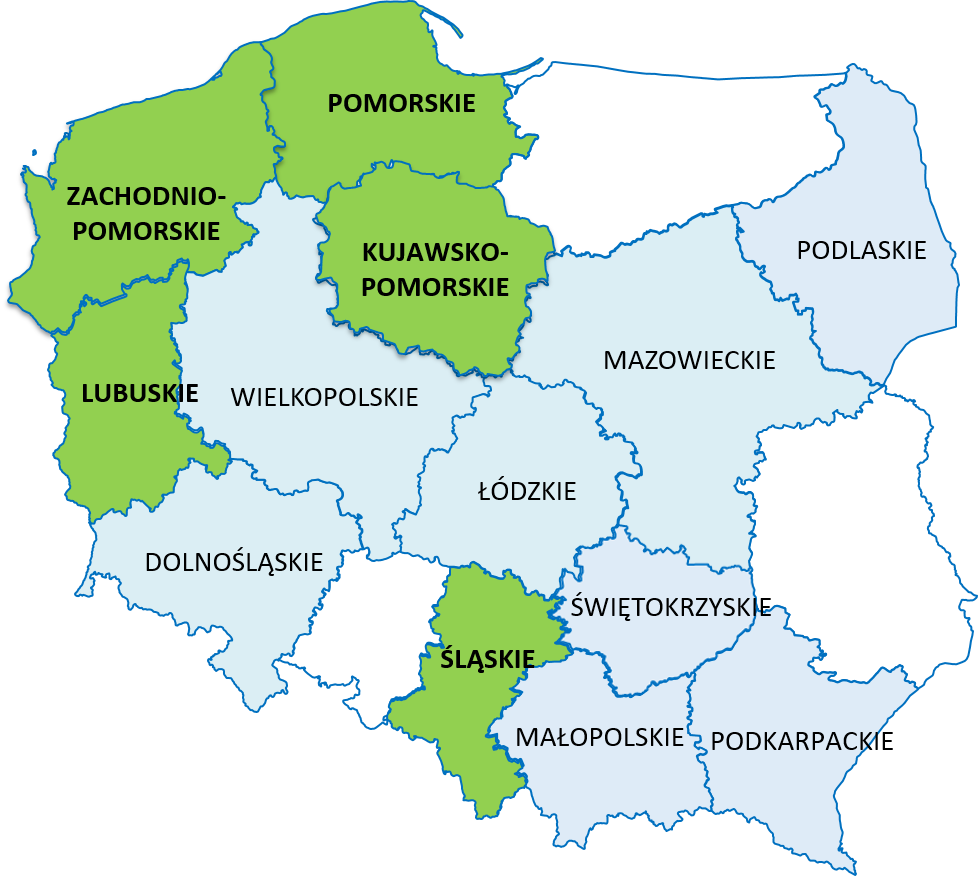 POMORSKIE
ZACHODNIO-
POMORSKIE
KUJAWSKO-
POMORSKIE
PODLASKIE
MAZOWIECKIE
LUBUSKIE
WIELKOPOLSKIE
ŁÓDZKIE
DOLNOŚLĄSKIE
ŚWIĘTOKRZYSKIE
ŚLĄSKIE
MAŁOPOLSKIE
PODKARPACKIE